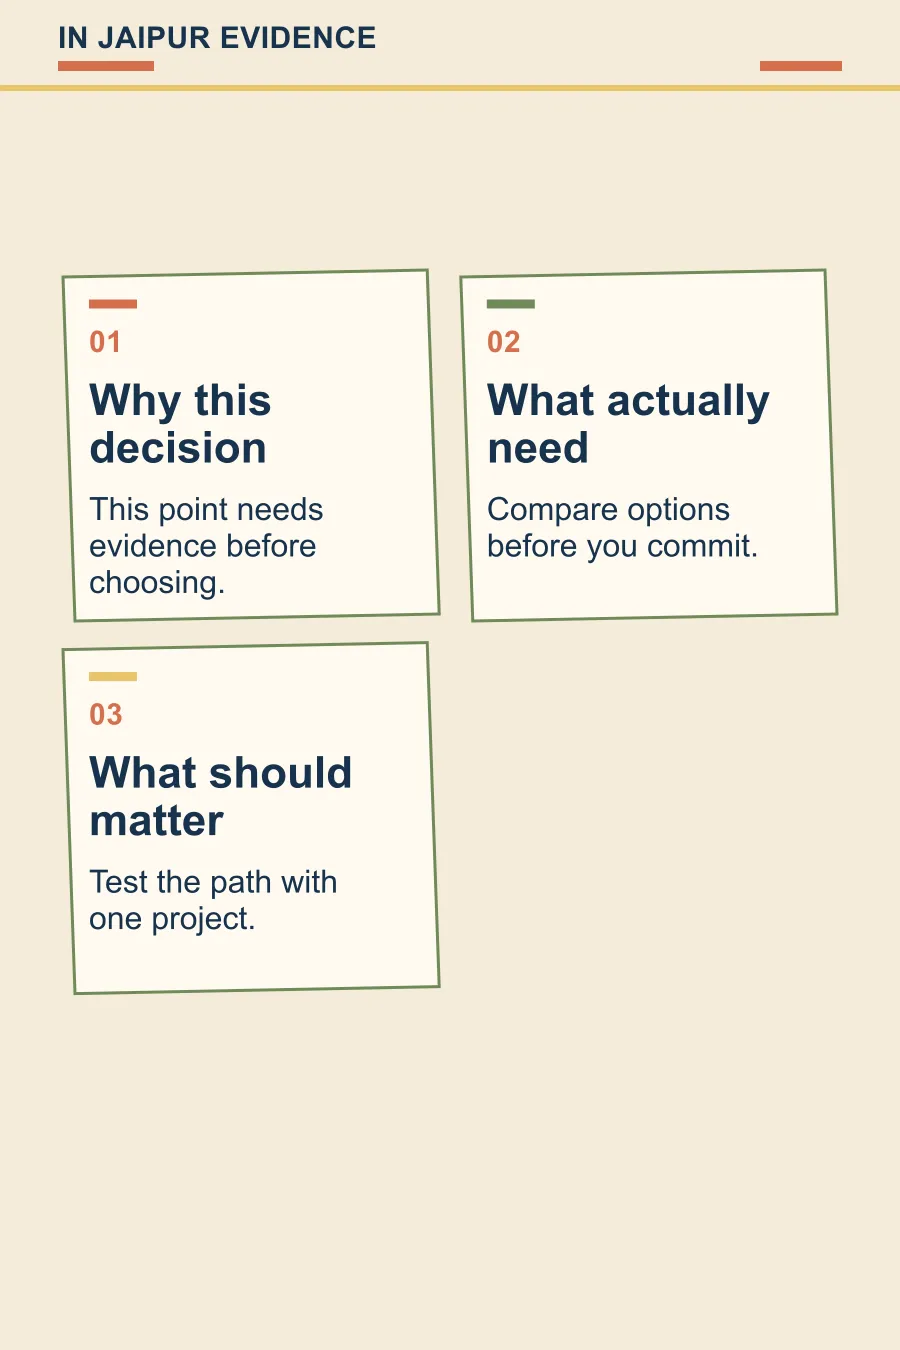 IN JAIPUR EVIDENCE
01
Why this
decision
This point needs
evidence before
choosing.
02
What actually
need
Compare options
before you commit.
03
What should
matter
Test the path with
one project.